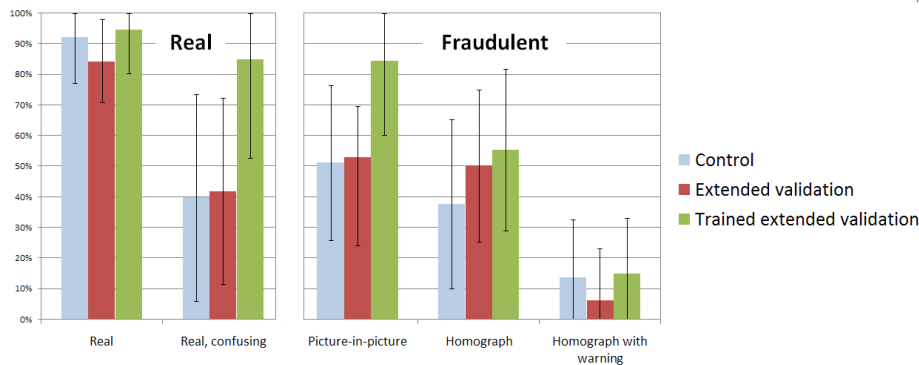 100%
90%
80%
70%
60%
50%
40%
30%
20%
10%
0%
Real
Fraudulent
Real
Real, confusing
Picture-in-picture
Homograph
Homograph with
warning
Control
Extended validation
Trained extended validation